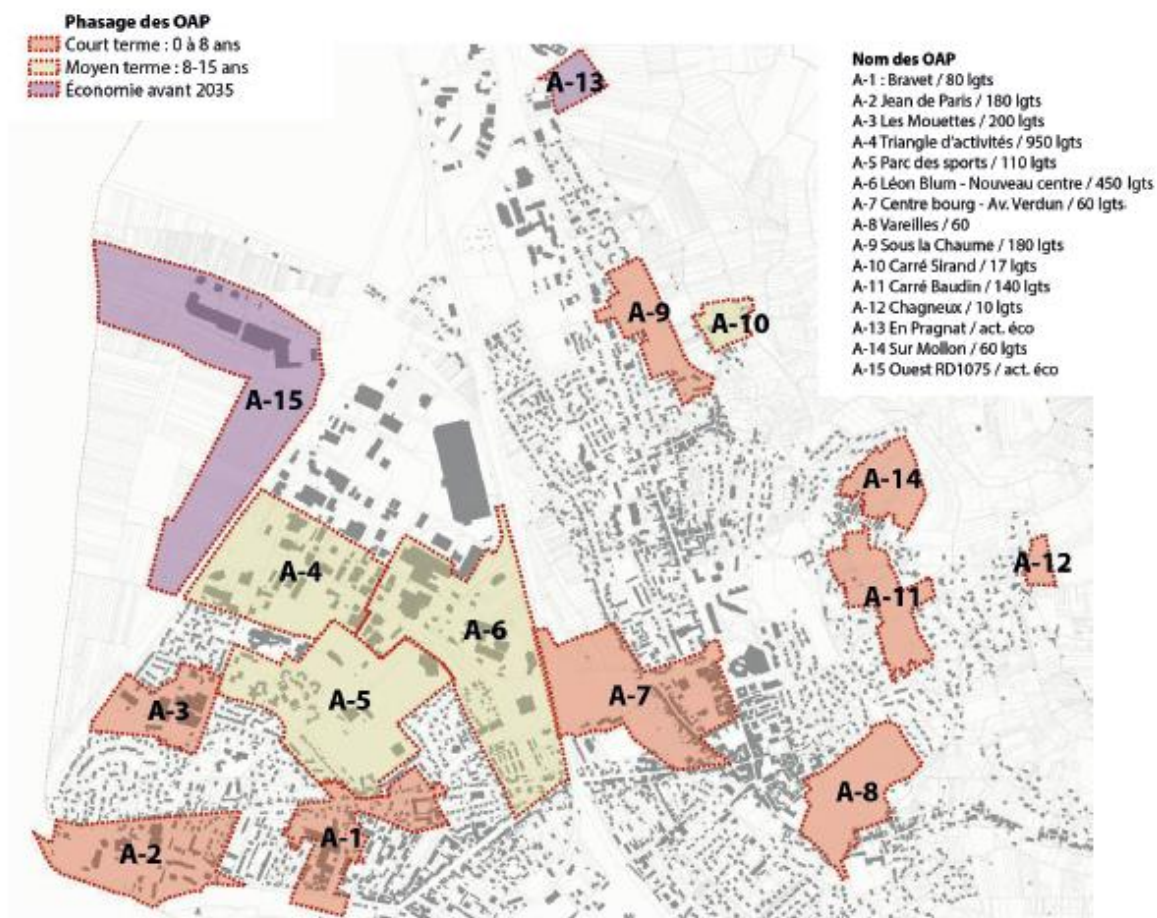 Phasage des OAP
Court terme : 0 à 8 ans
Moyen terme : 8-15 ans
Économie avant 2035
Nom des OAP
A-1 : Bravet / 80 lgts
A-2 Jean de Paris / 180 lgts
A-3 Les Mouettes / 200 lgts
A-4 Triangle d'activités / 950 lgts
A-5 Parc des sports / 110 lgts
A-6 Léon Blum - Nouveau centre / 450 lgts
A-7 Centre bourg - Av. Verdun / 60 lgts
A-8 Vareilles / 60
A-9 Sous la Chaume / 180 lgts
A-10 Carré Sirand / 17 lgts
A-11 Carré Baudin / 140 lgts
A-12 Chagneux / 10 lgts
A-13 En Pragnat / act. éco
A-14 Sur Mollon / 60 lgts
A-15 Ouest RD1075 / act. éco
A-13
A-9
A-10
A-15
A-14
A-12
A-4
A-11
A-6
A-7
A-5
A-3
A-8
A-1
A-2